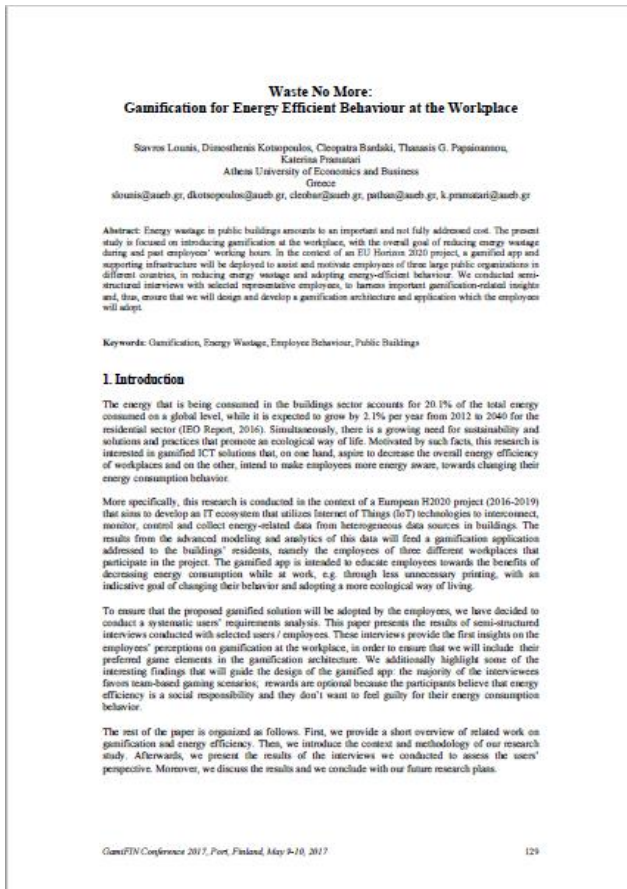 Waste No More:
Gamification for Energy Efficient Behaviour at the Workplace
Stavros Lounis, Dimosthenis Kotsopoulos, Cleopatra Bardaki, Thanasis G. Papaioannou,
Katerina Pramatari
Athens University of Economics and Business
Greece
slounis@aueb.gr, dkotsopoulos@aueb.gr, cleobar@aueb.gr, pathan@aueb.gr, k.pramatari@aueb.gr
Abstract: Energy wastage in public buildings amounts to an important and not fully addressed cost. The present
study is focused on introducing gamification at the workplace, with the overall goal of reducing energy wastage
during and past employees' working hours. In the context of an EU Horizon 2020 project, a gamified app and
supporting infrastructure will be deployed to assist and motivate employees of three large public organizations in
different countries, in reducing energy wastage and adopting energy-efficient behaviour. We conducted semi-
structured interviews with selected representative employees, to harness important gamification-related insights
and, thus, ensure that we will design and develop a gamification architecture and application which the employees
will adopt.
Keywords: Gamification, Energy Wastage, Employee Behaviour, Public Buildings
1. Introduction
The energy that is being consumed in the buildings sector accounts for 20.1% of the total energy
consumed on a global level, while it is expected to grow by 2.1% per year from 2012 to 2040 for the
residential sector (IEO Report, 2016). Simultaneously, there is a growing need for sustainability and
solutions and practices that promote an ecological way of life. Motivated by such facts, this research is
interested in gamified ICT solutions that, on one hand, aspire to decrease the overall energy efficiency
of workplaces and on the other, intend to make employees more energy aware, towards changing their
energy consumption behavior.
More specifically, this research is conducted in the context of a European H2020 project (2016-2019)
that aims to develop an IT ecosystem that utilizes Internet of Things (IoT) technologies to interconnect,
monitor, control and collect energy-related data from heterogeneous data sources in buildings. The
results from the advanced modeling and analytics of this data will feed a gamification application
addressed to the buildings' residents, namely the employees of three different workplaces that
participate in the project. The gamified app is intended to educate employees towards the benefits of
decreasing energy consumption while at work, e.g. through less unnecessary printing, with an
indicative goal of changing their behavior and adopting a more ecological way of living.
To ensure that the proposed gamified solution will be adopted by the employees, we have decided to
conduct a systematic users' requirements analysis. This paper presents the results of semi-structured
interviews conducted with selected users / employees. These interviews provide the first insights on the
employees' perceptions on gamification at the workplace, in order to ensure that we will include their
preferred game elements in the gamification architecture. We additionally highlight some of the
interesting findings that will guide the design of the gamified app: the majority of the interviewees
favors team-based gaming scenarios; rewards are optional because the participants believe that energy
efficiency is a social responsibility and they don't want to feel guilty for their energy consumption
behavior.
The rest of the paper is organized as follows. First, we provide a short overview of related work on
gamification and energy efficiency. Then, we introduce the context and methodology of our research
study. Afterwards, we present the results of the interviews we conducted to assess the users'
perspective. Moreover, we discuss the results and we conclude with our future research plans.
GamiFIN Conference 2017, Pori, Finland, May 9-10, 2017
129